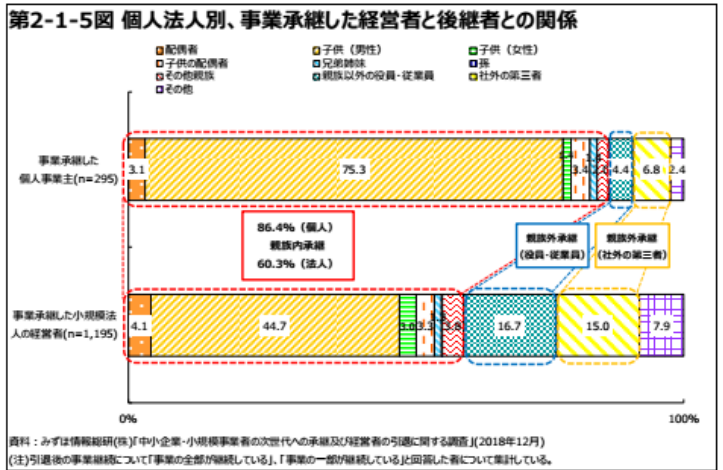 第2-1-5図 個人法人別、事業承継した経営者と後継者との関係
配偶者 子供（男性） 子供（女性）
子供の配偶者 兄弟姉妹 孫
その他親族 親族以外の役員・従業員 社外の第三者
その他
事業承継した
個人事業主(n=295)
3.1 75.3 3.4 4.4 6.8 2.4
86.4%（個人）
親族内承継
60.3%（法人）
親族外承継
（役員・従業員）
親族外承継
（社外の第三者）
事業承継した小規模法
人の経営者(n=1,195)
4.1 44.7 3.0 3.3 3.8 16.7 15.0 7.9
0% 100%
資料：みずほ情報総研(株)「中小企業・小規模事業者の次世代への承継及び経営者の引退に関する調査」(2018年12月)
(注)引退後の事業継続について「事業の全部が継続している」、「事業の一部が継続している」と回答した者について集計している。